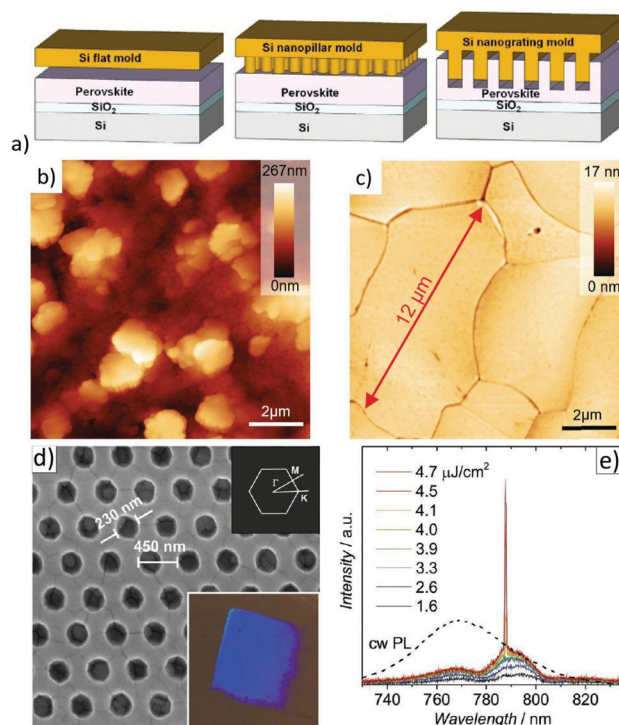 Si flat mold
Perovskite
SiO₂
Si
Si nanopillar mold
Perovskite
SiO₂
Si
Si nanograting mold
Perovskite
SiO₂
Si
a)
b)
267nm
0nm
2μm
c)
17 nm
0 nm
12 μm
2μm
d)
230 nm
450 nm
M
Γ
K
e)
4.7 μJ/cm²
4.5
4.1
4.0
3.9
3.3
2.6
1.6
cw PL
Intensity / a.u.
740 760 780 800 820
Wavelength / nm